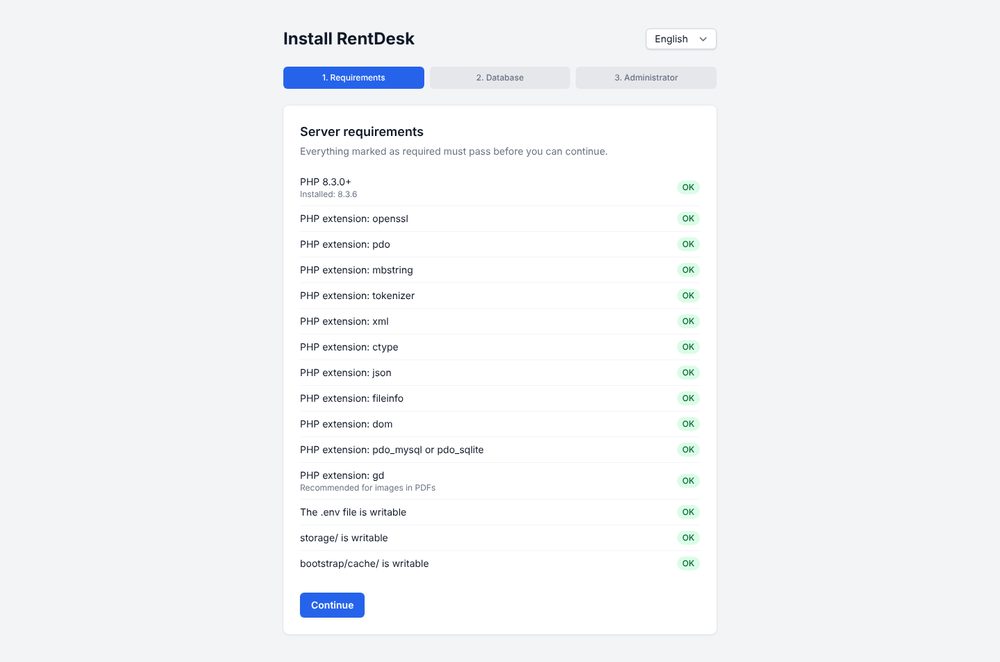 Install RentDesk
English
1. Requirements
2. Database
3. Administrator
Server requirements
Everything marked as required must pass before you can continue.
PHP 8.3.0+
Installed: 8.3.6
OK
PHP extension: openssl
OK
PHP extension: pdo
OK
PHP extension: mbstring
OK
PHP extension: tokenizer
OK
PHP extension: xml
OK
PHP extension: ctype
OK
PHP extension: json
OK
PHP extension: fileinfo
OK
PHP extension: dom
OK
PHP extension: pdo_mysql or pdo_sqlite
OK
PHP extension: gd
Recommended for images in PDFs
OK
The .env file is writable
OK
storage/ is writable
OK
bootstrap/cache/ is writable
OK
Continue